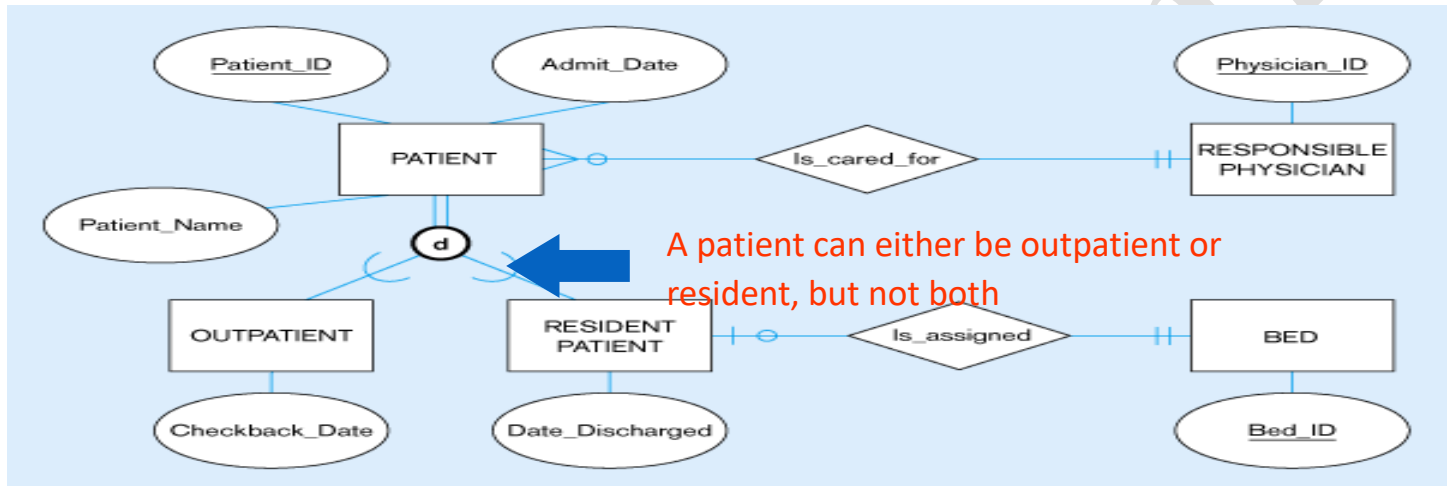 Patient_ID
Admit_Date
Physician_ID
PATIENT
Is_cared_for
RESPONSIBLE
PHYSICIAN
Patient_Name
d
A patient can either be outpatient or
resident, but not both
OUTPATIENT
RESIDENT
PATIENT
Is_assigned
BED
Checkback_Date
Date_Discharged
Bed_ID